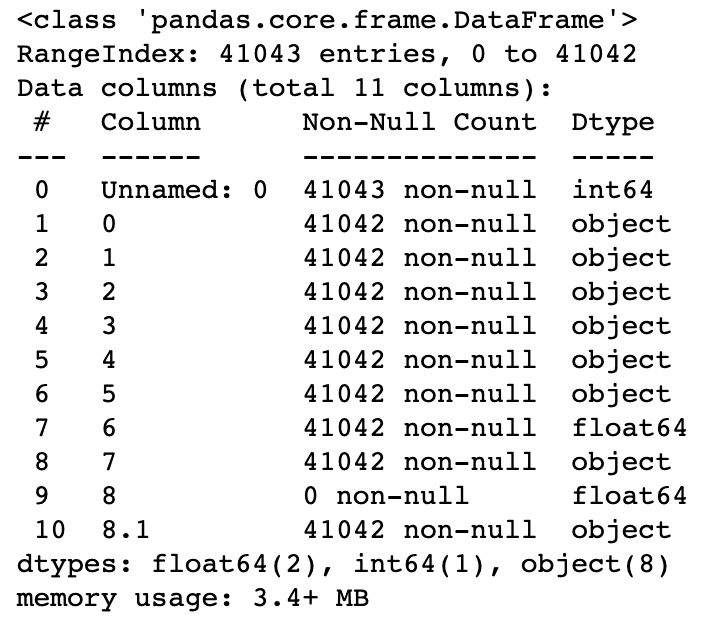 <class 'pandas.core.frame.DataFrame'>
RangeIndex: 41043 entries, 0 to 41042
Data columns (total 11 columns):
 #   Column      Non-Null Count  Dtype
---  ------      --------------  -----
 0   Unnamed: 0  41043 non-null  int64
 1   0           41042 non-null  object
 2   1           41042 non-null  object
 3   2           41042 non-null  object
 4   3           41042 non-null  object
 5   4           41042 non-null  object
 6   5           41042 non-null  object
 7   6           41042 non-null  float64
 8   7           41042 non-null  object
 9   8           0 non-null      float64
 10  8.1         41042 non-null  object
dtypes: float64(2), int64(1), object(8)
memory usage: 3.4+ MB